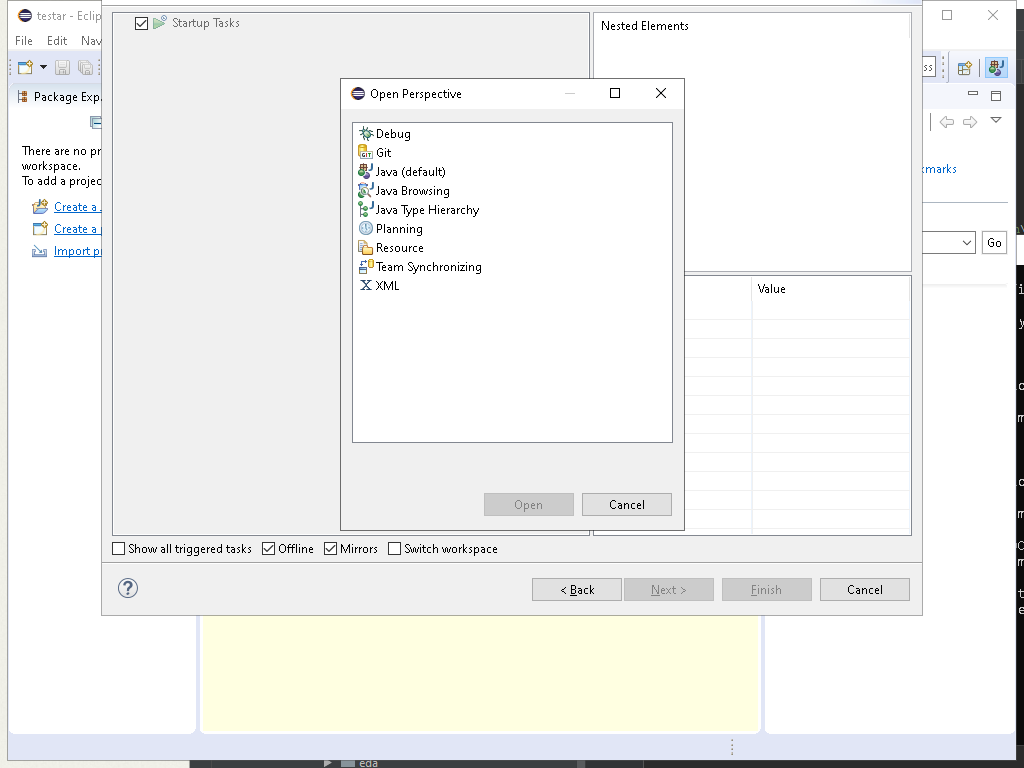 testar - Eclip
File Edit Nav
Package Exp
There are no pr
workspace.
To add a projec
Create a
Create a
Import p
Startup Tasks
Nested Elements
Open Perspective
Debug
Git
Java (default)
Java Browsing
Java Type Hierarchy
Planning
Resource
Team Synchronizing
XML
Open
Cancel
Value
ss
kmarks
Go
Show all triggered tasks
Offline
Mirrors
Switch workspace
?
< Back
Next >
Finish
Cancel
eda